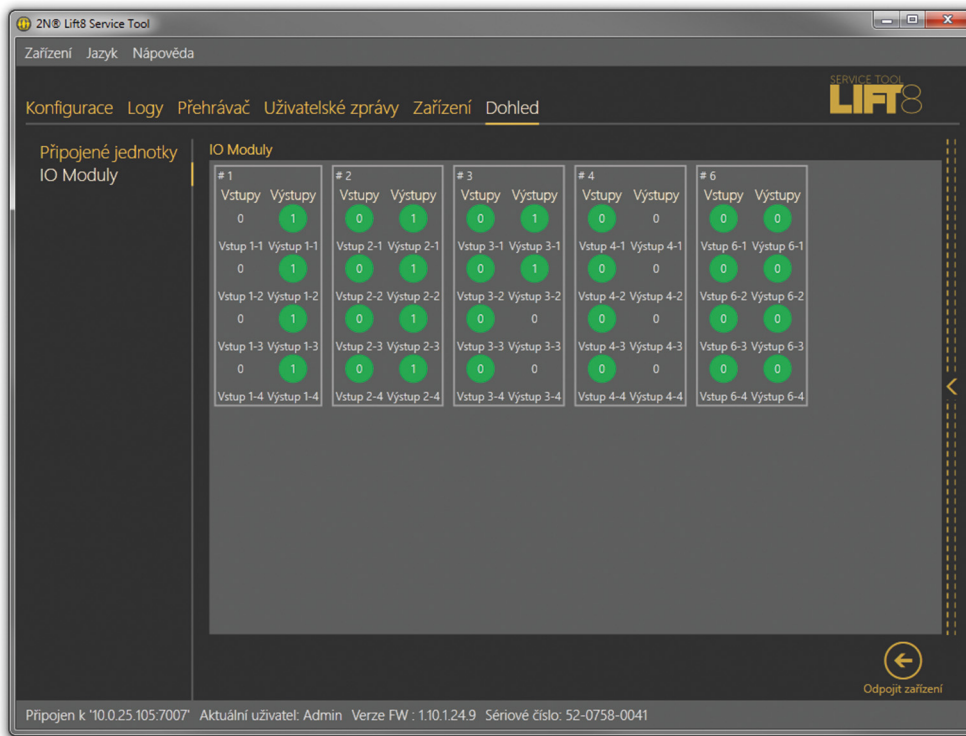 2N® Lift8 Service Tool
Zařízení Jazyk Nápověda
SERVICE TOOL
LIFT8
Konfigurace Logy Přehrávač Uživatelské zprávy Zařízení Dohled
Připojené jednotky
IO Moduly
IO Moduly
# 1 # 2 # 3 # 4 # 6
Vstupy Výstupy Vstupy Výstupy Vstupy Výstupy Vstupy Výstupy Vstupy Výstupy
0 1 0 1 0 1 0 0 0 0
Vstup 1-1 Výstup 1-1 Vstup 2-1 Výstup 2-1 Vstup 3-1 Výstup 3-1 Vstup 4-1 Výstup 4-1 Vstup 6-1 Výstup 6-1
0 1 0 1 0 1 0 0 0 0
Vstup 1-2 Výstup 1-2 Vstup 2-2 Výstup 2-2 Vstup 3-2 Výstup 3-2 Vstup 4-2 Výstup 4-2 Vstup 6-2 Výstup 6-2
0 1 0 1 0 0 0 0 0 0
Vstup 1-3 Výstup 1-3 Vstup 2-3 Výstup 2-3 Vstup 3-3 Výstup 3-3 Vstup 4-3 Výstup 4-3 Vstup 6-3 Výstup 6-3
0 1 0 1 0 0 0 0 0 0
Vstup 1-4 Výstup 1-4 Vstup 2-4 Výstup 2-4 Vstup 3-4 Výstup 3-4 Vstup 4-4 Výstup 4-4 Vstup 6-4 Výstup 6-4
Odpojit zařízení
Připojen k '10.0.25.105:7007' Aktuální uživatel: Admin Verze FW : 1.10.1.24.9 Sériové číslo: 52-0758-0041